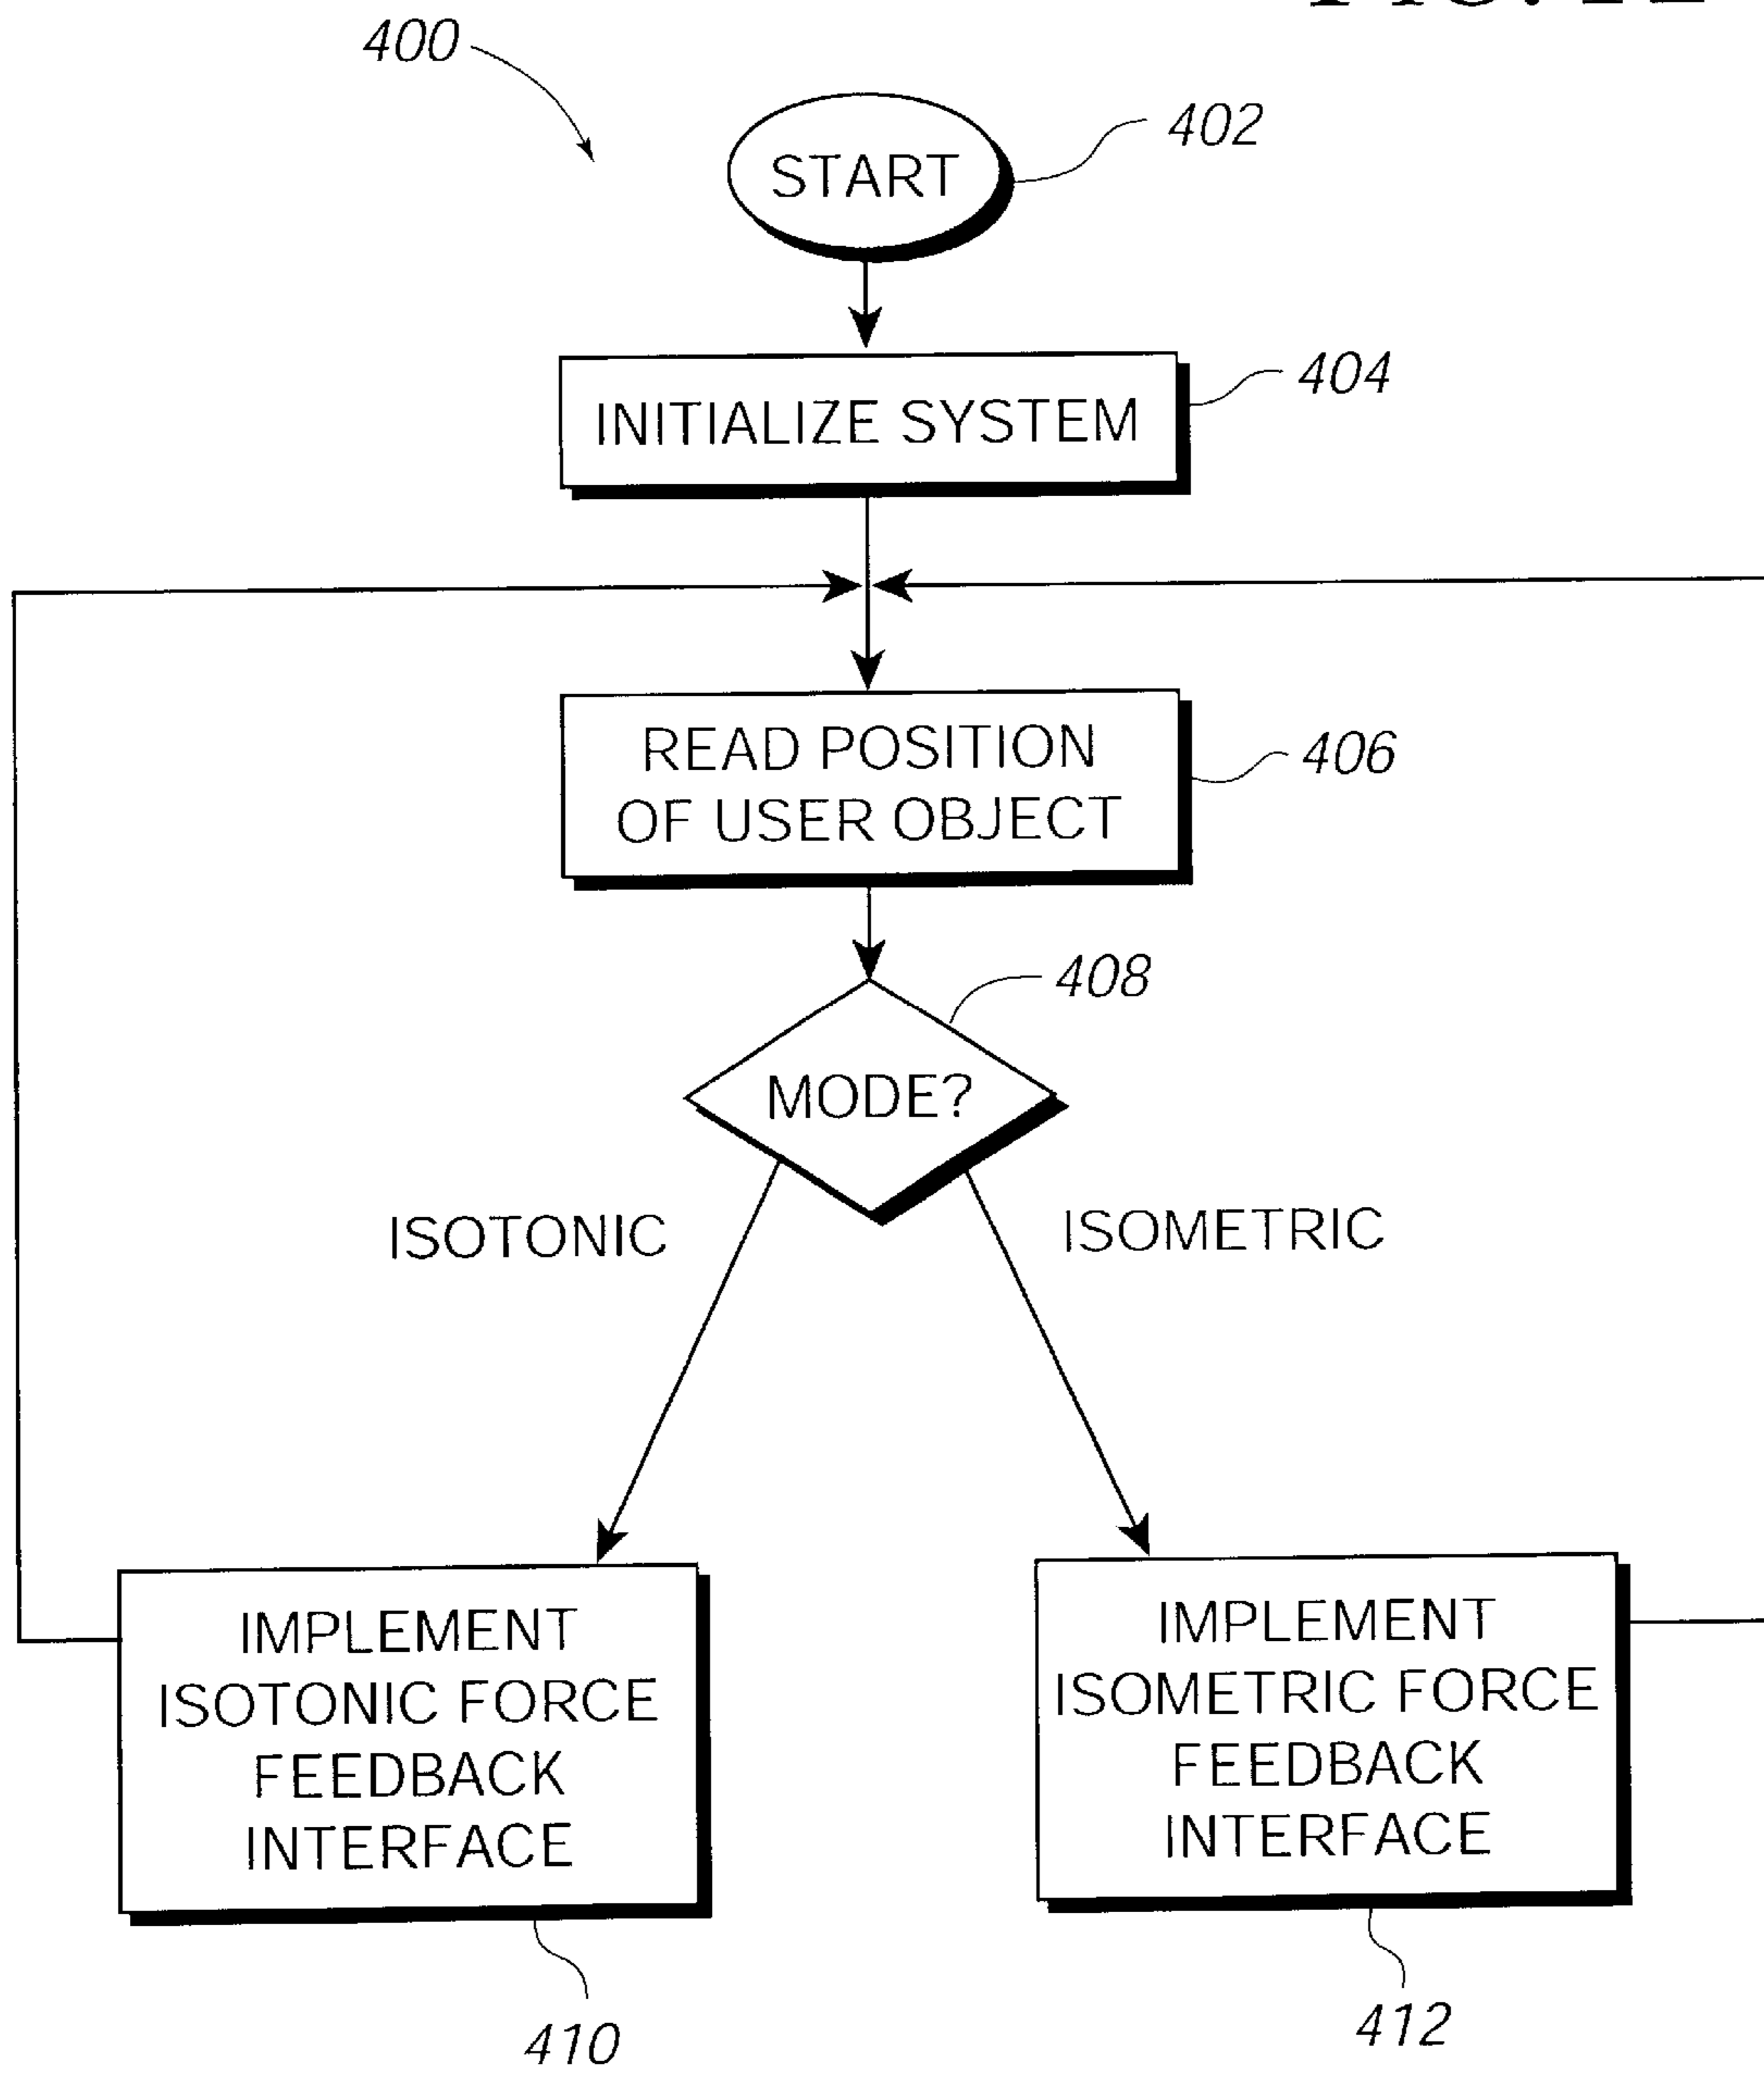 400
START
402
INITIALIZE SYSTEM
404
READ POSITION
OF USER OBJECT
406
MODE?
408
ISOTONIC
ISOMETRIC
IMPLEMENT
ISOTONIC FORCE
FEEDBACK
INTERFACE
IMPLEMENT
ISOMETRIC FORCE
FEEDBACK
INTERFACE
410
412